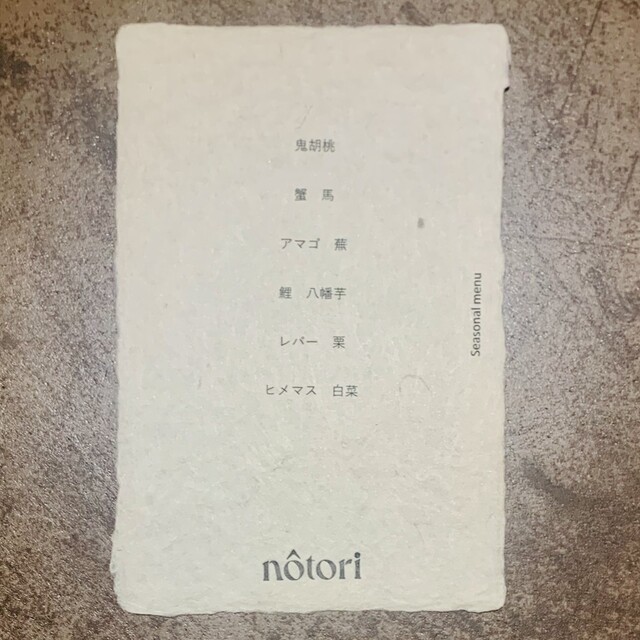 鬼胡桃
蟹　馬
アマゴ　蕪
鯉　八幡芋
レバー　栗
ヒメマス　白菜
Seasonal menu
nôtori